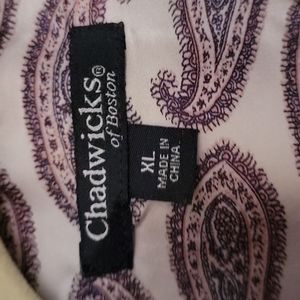 Chadwicks®
of Boston
XL
MADE IN
CHINA